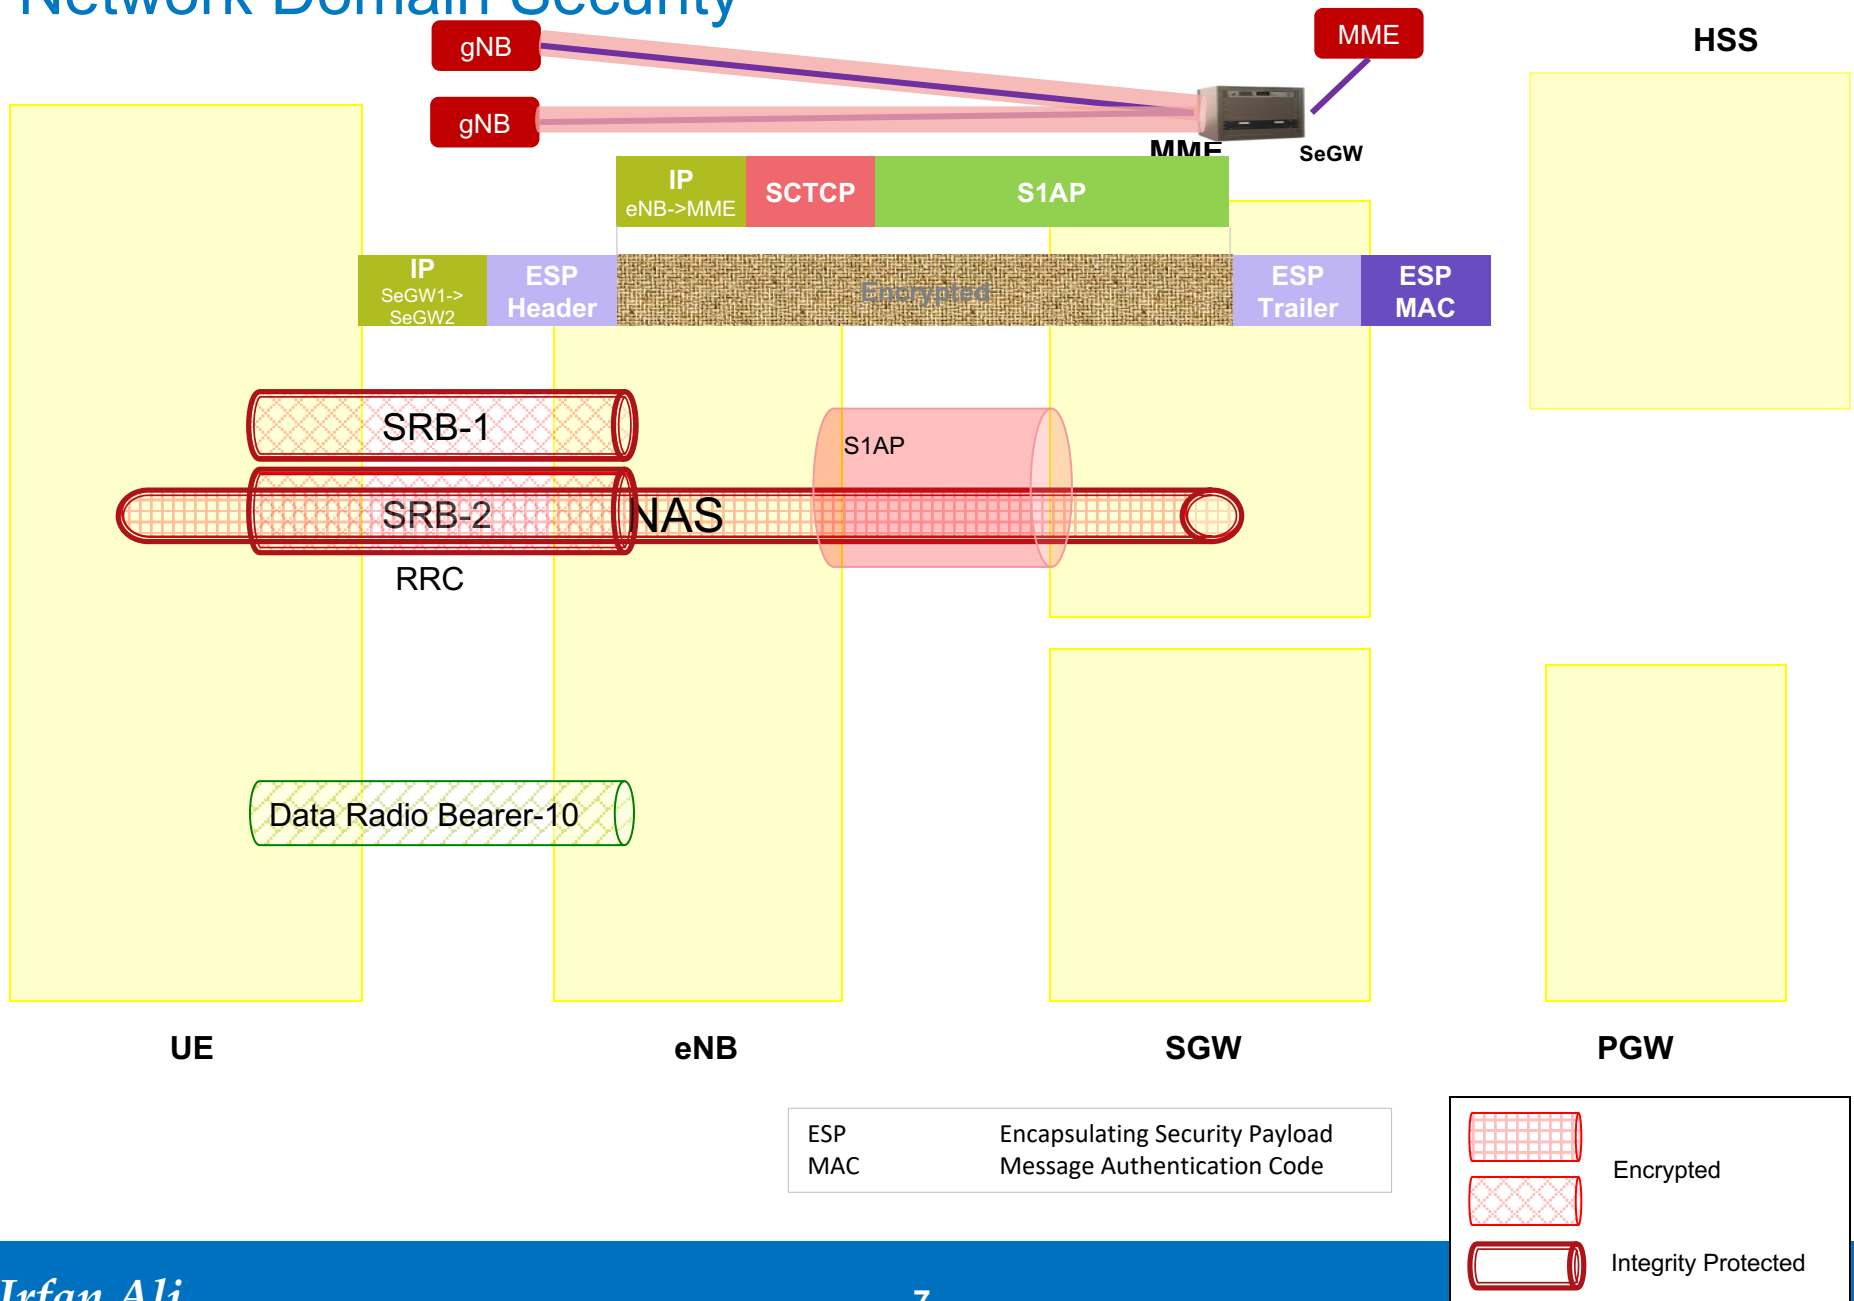 Network Domain Security
gNB
MME
HSS
gNB
MME
SeGW
IP
eNB->MME
SCTCP
S1AP
IP
SeGW1->
SeGW2
ESP
Header
Encrypted
ESP
Trailer
ESP
MAC
SRB-1
S1AP
SRB-2
NAS
RRC
Data Radio Bearer-10
UE
eNB
SGW
PGW
ESP Encapsulating Security Payload
MAC Message Authentication Code
Encrypted
Integrity Protected
Irfan Ali
7